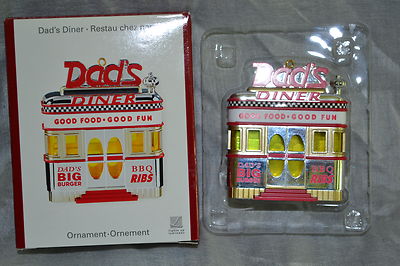 Dad's Diner · Restau chez
Dad's
DINER
GOOD FOOD · GOOD FUN
DAD'S
BIG
BURGER
BBQ
RIBS
Ornament · Ornement
Dad's
DINER
GOOD FOOD · GOOD FUN
DAD'S
BIG
BURGER
BBQ
RIBS